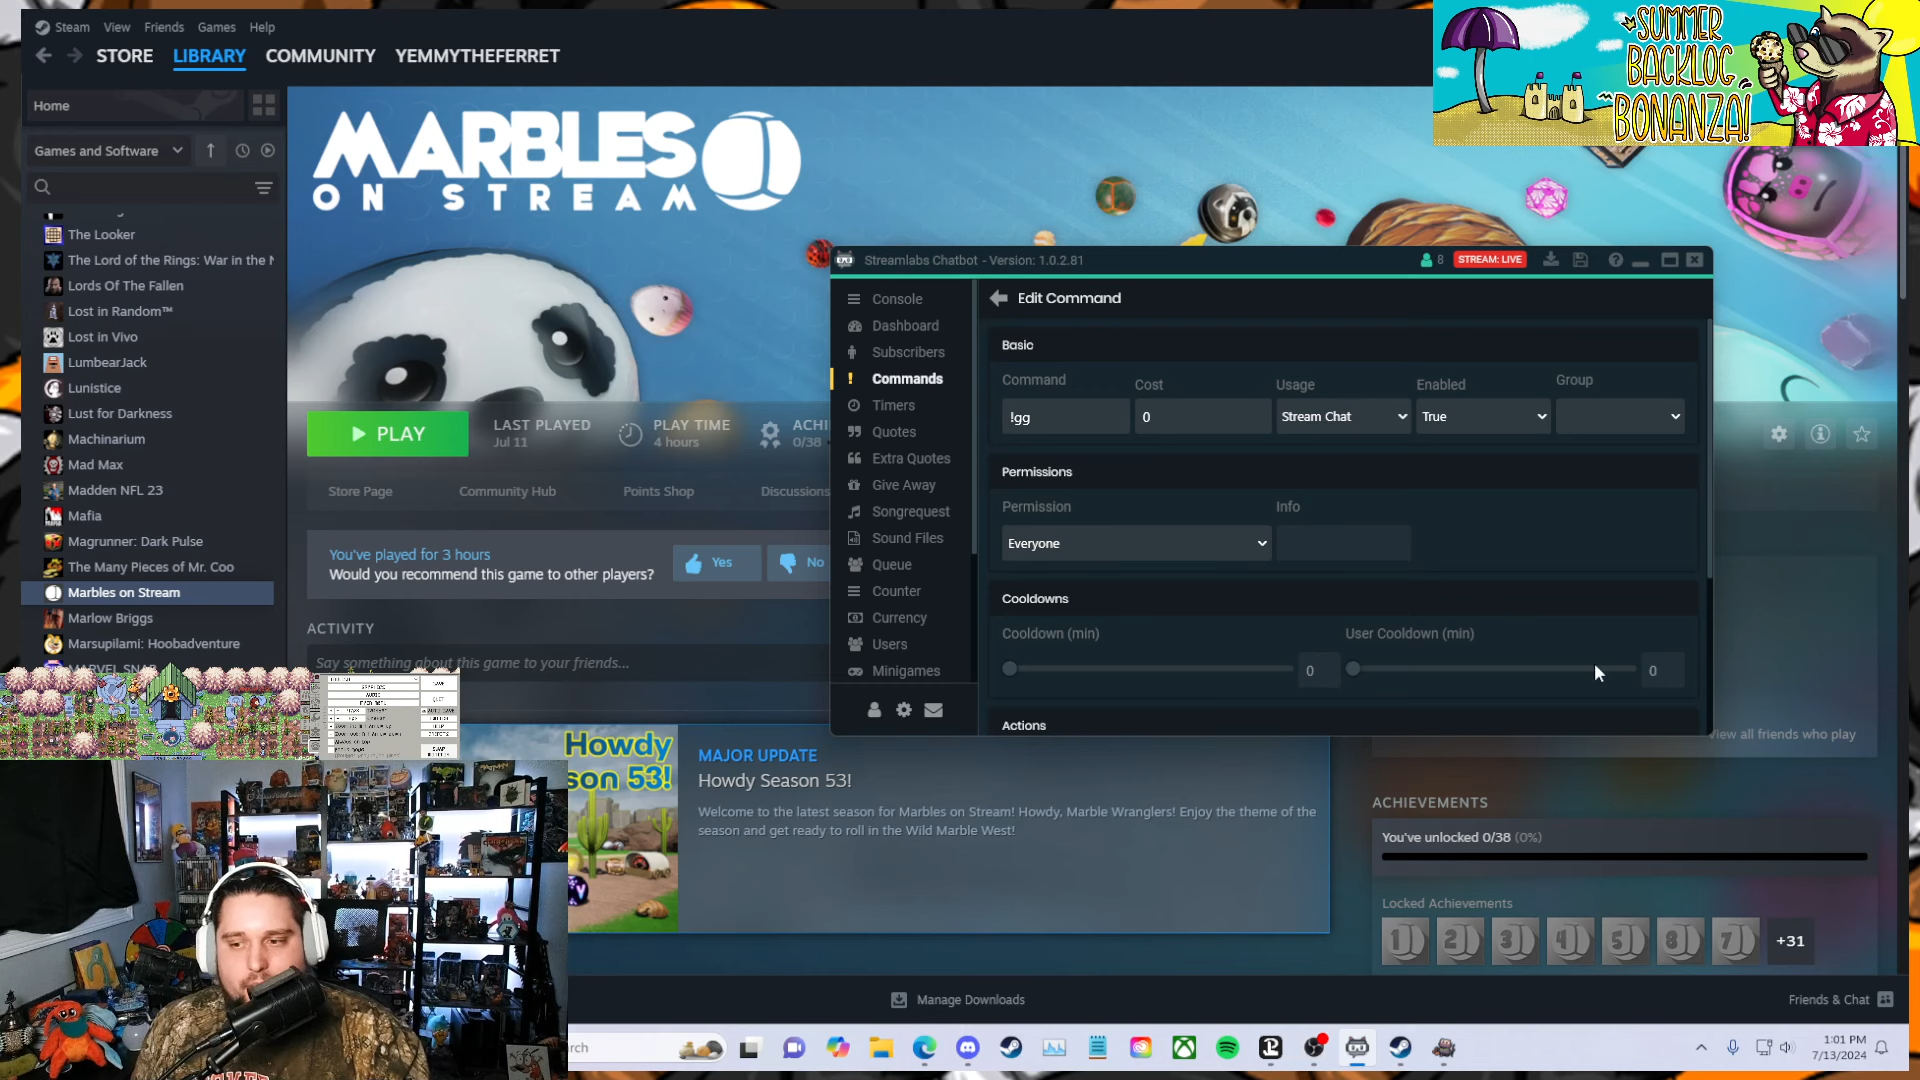 Steam View Friends Games Help
STORE LIBRARY COMMUNITY YEMMYTHEFERRET
SUMMER
BACKLOG
BONANZA!
Home
Games and Software
The Looker
The Lord of the Rings: War in the N
Lords Of The Fallen
Lost in Random™
Lost in Vivo
LumbearJack
Lunistice
Lust for Darkness
Machinarium
Mad Max
Madden NFL 23
Mafia
Magrunner: Dark Pulse
The Many Pieces of Mr. Coo
Marbles on Stream
Marlow Briggs
Marsupilami: Hoobadventure
MARVEL SNAP
MARBLES
ON STREAM
PLAY
LAST PLAYED
Jul 11
PLAY TIME
4 hours
ACHI
0/38
Store Page Community Hub Points Shop Discussions
You've played for 3 hours
Would you recommend this game to other players?
Yes No
ACTIVITY
Say something about this game to your friends...
Streamlabs Chatbot - Version: 1.0.2.81
8 STREAM: LIVE
Console
Dashboard
Subscribers
Commands
Timers
Quotes
Extra Quotes
Give Away
Songrequest
Sound Files
Queue
Counter
Currency
Users
Minigames
Edit Command
Basic
Command Cost Usage Enabled Group
!gg 0 Stream Chat True
Permissions
Permission Info
Everyone
Cooldowns
Cooldown (min) User Cooldown (min)
0 0
Actions
View all friends who play
Howdy
son 53!
MAJOR UPDATE
Howdy Season 53!
Welcome to the latest season for Marbles on Stream! Howdy, Marble Wranglers! Enjoy the theme of the
season and get ready to roll in the Wild Marble West!
ACHIEVEMENTS
You've unlocked 0/38 (0%)
Locked Achievements
1 2 3 4 5 6 7 +31
Manage Downloads
Friends & Chat
rch
1:01 PM
7/13/2024